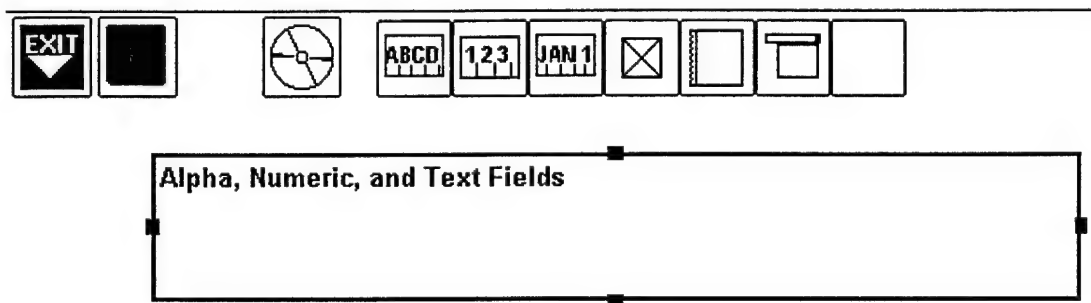 EXIT
ABCD 123 JAN 1
Alpha, Numeric, and Text Fields